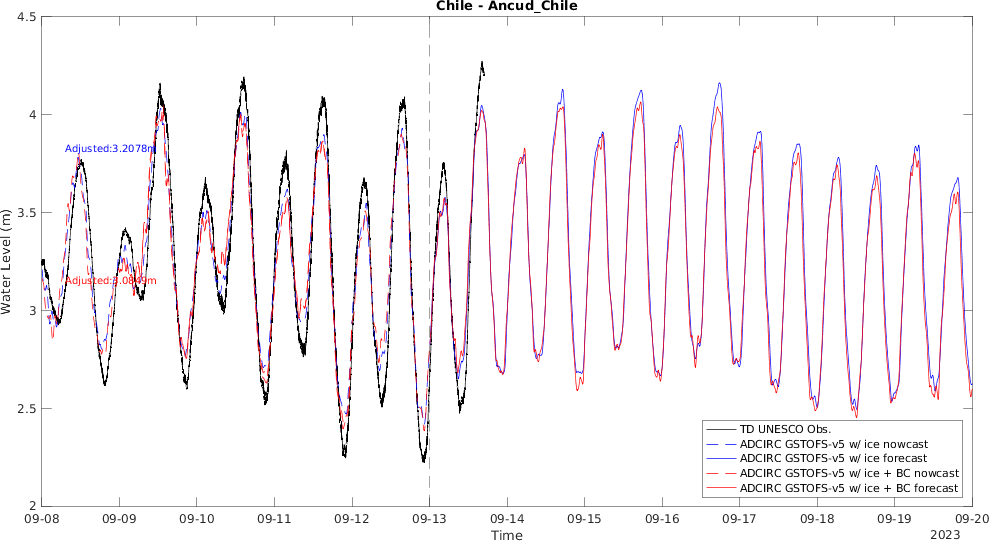 Chile - Ancud_Chile
4.5
4
3.5
3
2.5
2
Water Level (m)
Adjusted:3.2078m
Adjusted:3.0849m
TD UNESCO Obs.
ADCIRC GSTOFS-v5 w/ ice nowcast
ADCIRC GSTOFS-v5 w/ ice forecast
ADCIRC GSTOFS-v5 w/ ice + BC nowcast
ADCIRC GSTOFS-v5 w/ ice + BC forecast
09-08 09-09 09-10 09-11 09-12 09-13 09-14 09-15 09-16 09-17 09-18 09-19 09-20
Time
2023